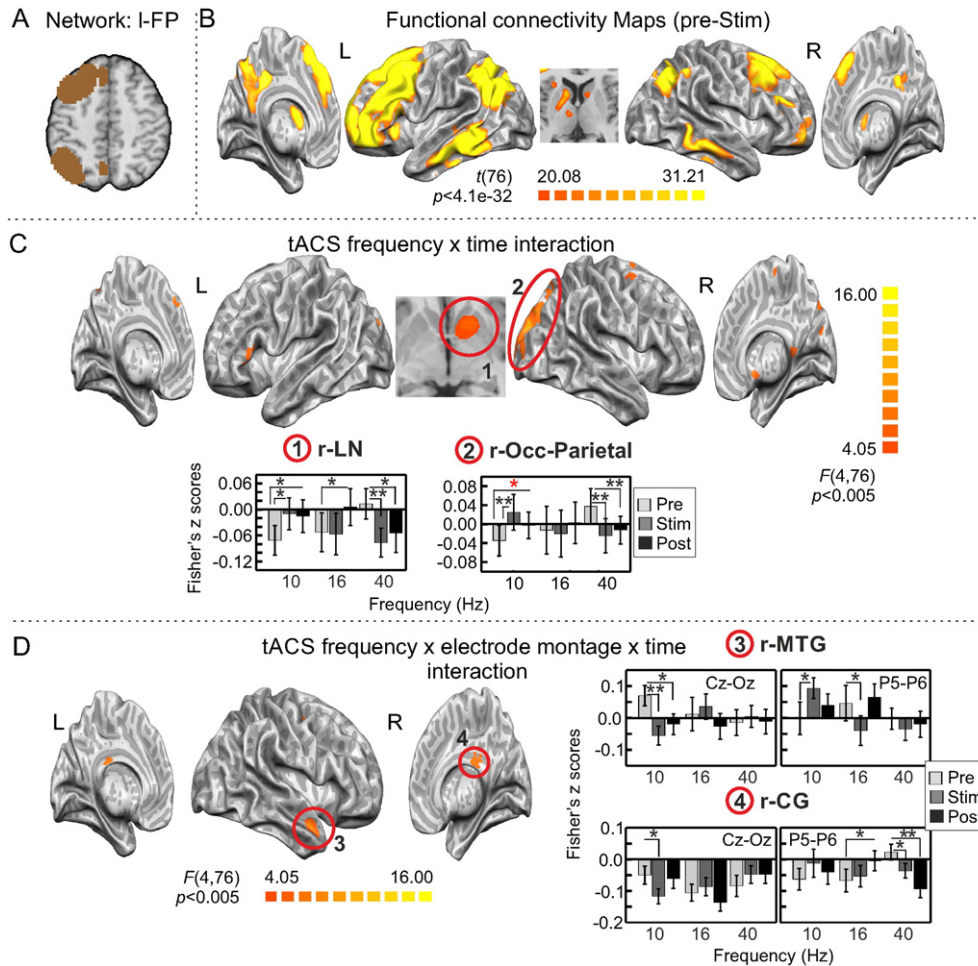 A
Network: l-FP
B
Functional connectivity Maps (pre-Stim)
L
R
t(76)
p<4.1e-32
20.08
31.21
C
tACS frequency x time interaction
L
R
1
2
16.00
4.05
F(4,76)
p<0.005
1 r-LN
2 r-Occ-Parietal
Fisher's z scores
0.06
0.00
-0.06
-0.12
* * * ** *
10 16 40
0.08
0.04
0.00
-0.04
** * ** **
10 16 40
Pre
Stim
Post
Frequency (Hz)
D
tACS frequency x electrode montage x time
interaction
L
R
4
3
F(4,76)
p<0.005
4.05
16.00
3 r-MTG
Fisher's z scores
0.1
0.0
-0.1
Cz-Oz
P5-P6
* ** * *
10 16 40
10 16 40
Pre
Stim
Post
4 r-CG
0.0
-0.1
0.2
Cz-Oz
P5-P6
* * ** *
10 16 40
10 16 40
Frequency (Hz)